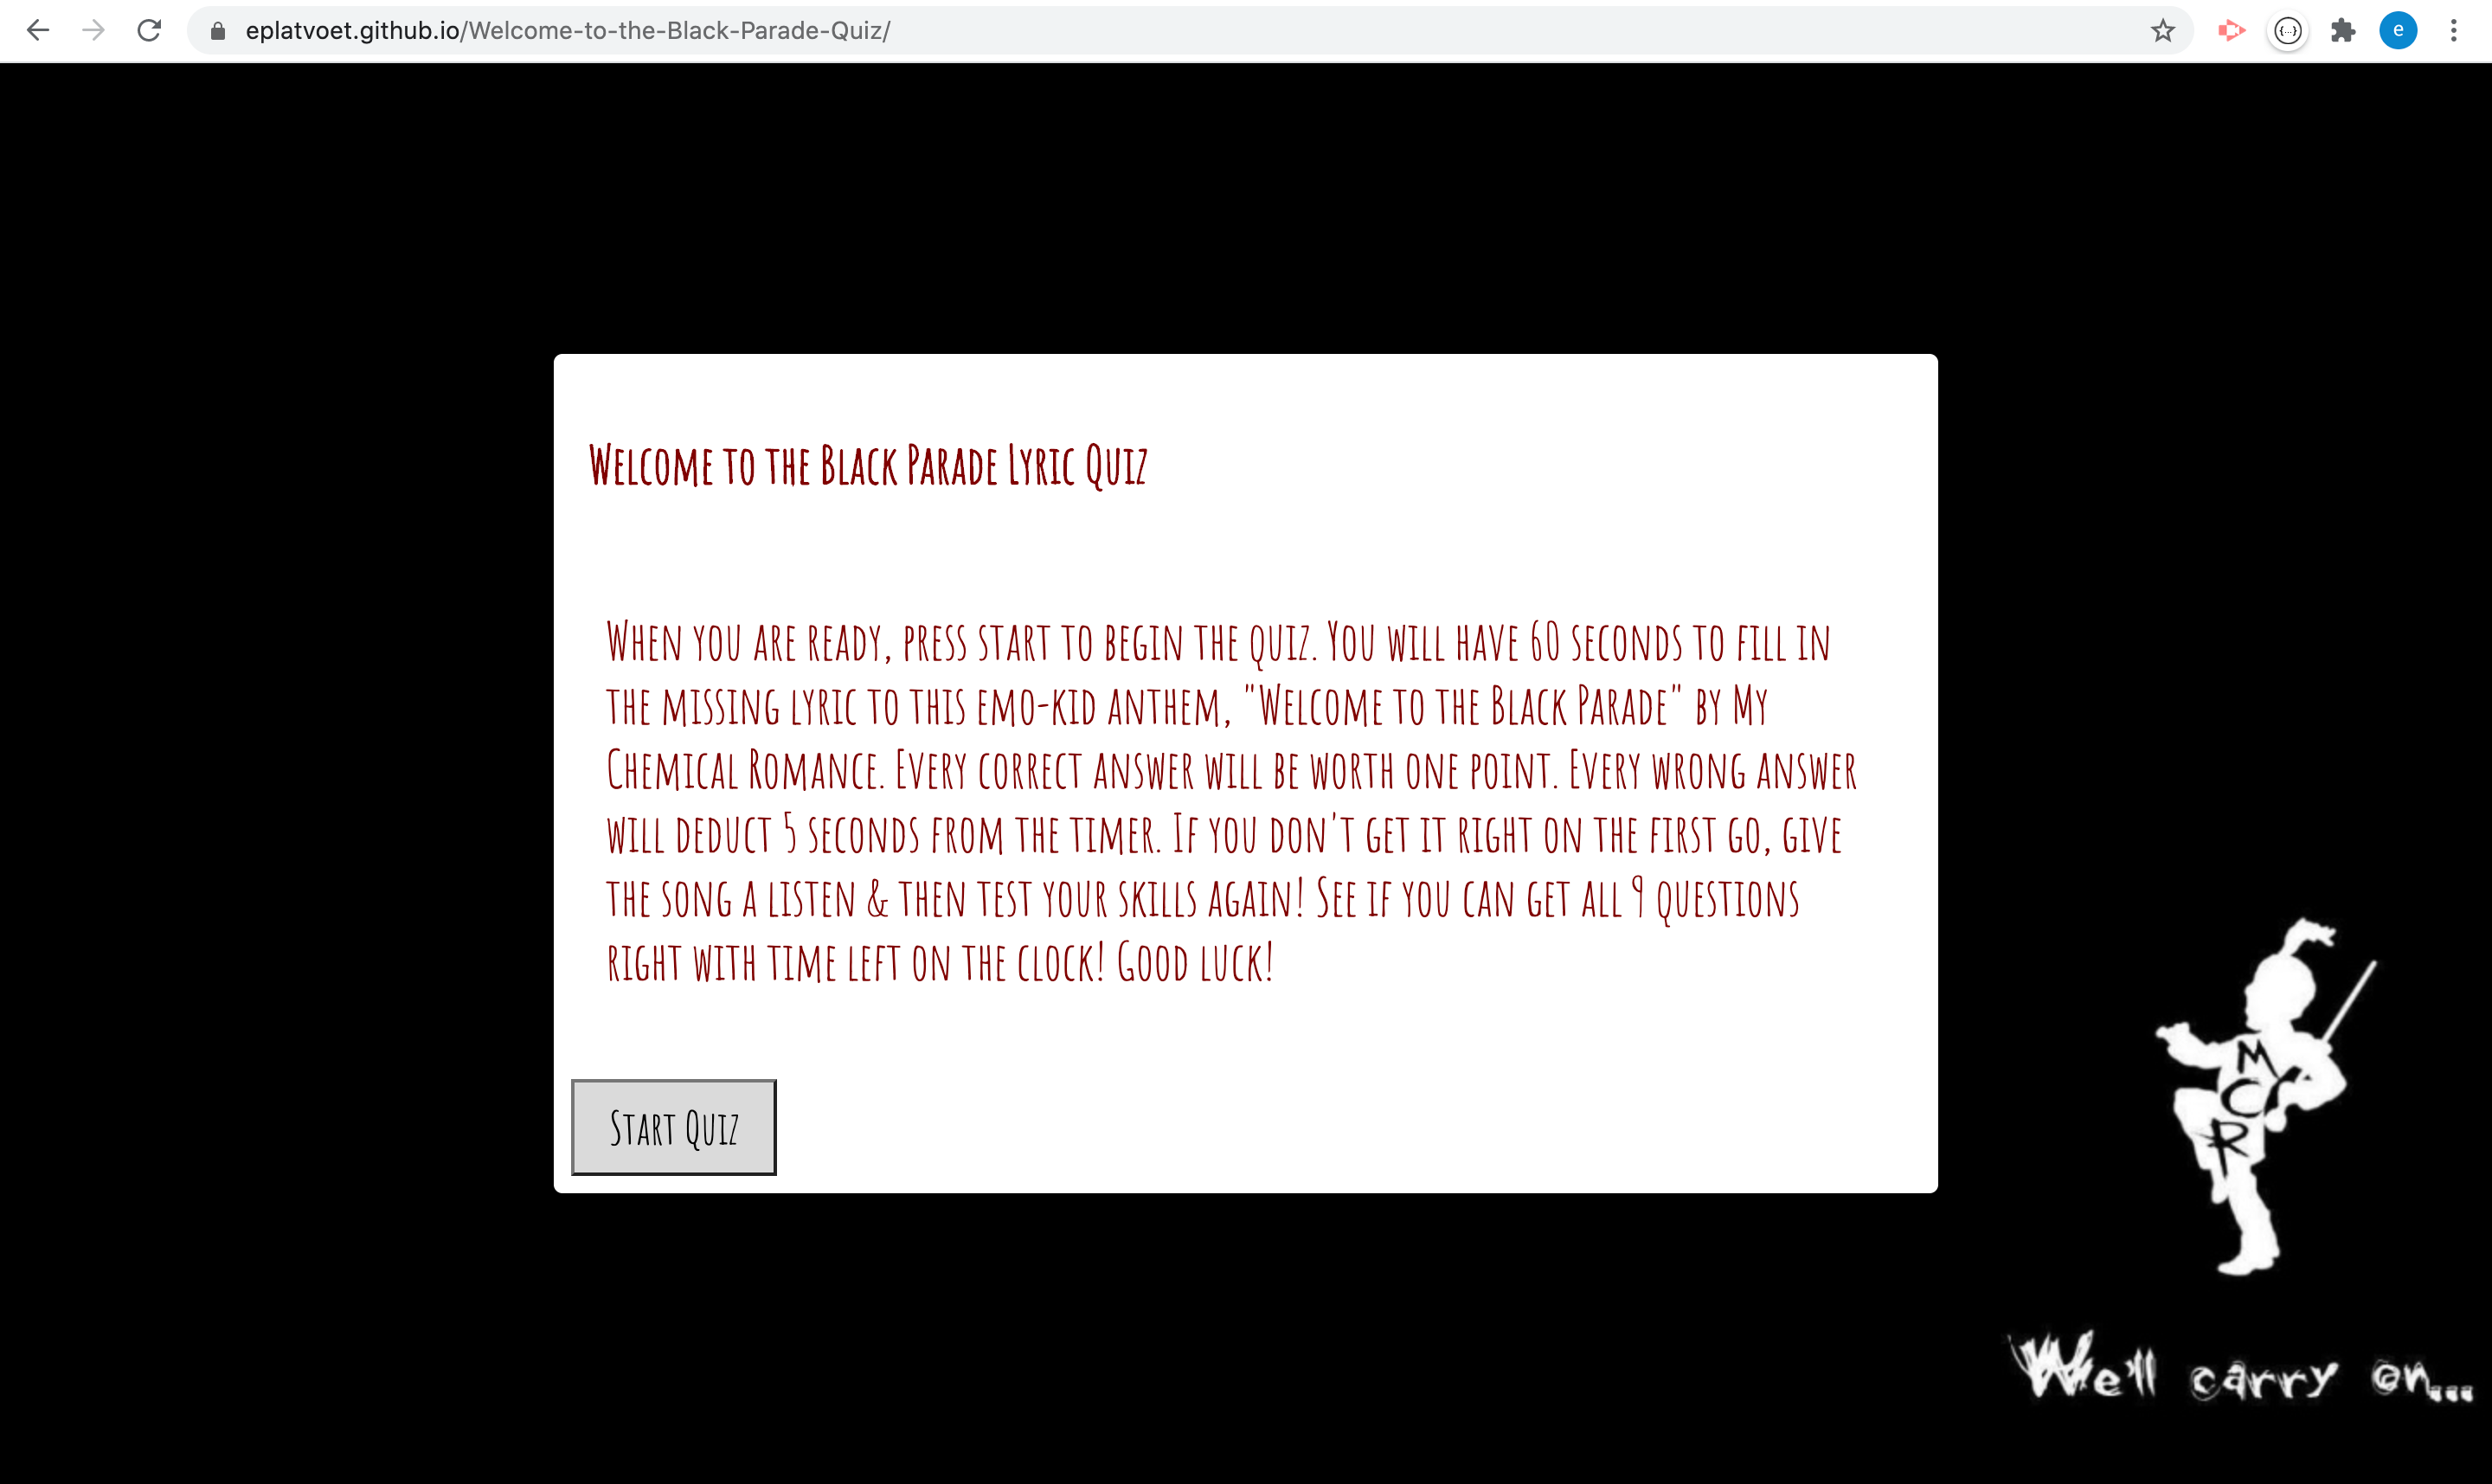 eplatvoet.github.io/Welcome-to-the-Black-Parade-Quiz/
{...}
e
Welcome to the Black Parade Lyric Quiz
When you are ready, press start to begin the quiz. You will have 60 seconds to fill in
the missing lyric to this emo-kid anthem, "Welcome to the Black Parade" by My
Chemical Romance. Every correct answer will be worth one point. Every wrong answer
will deduct 5 seconds from the timer. If you don't get it right on the first go, give
the song a listen & then test your skills again! See if you can get all 9 questions
right with time left on the clock! Good luck!
Start Quiz
M
C
R
We'll carry on...